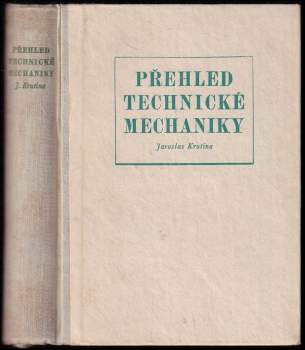 PŘEHLED
TECHNICKÉ
MECHANIKY
J. Krutina
PŘEHLED
TECHNICKÉ
MECHANIKY
Jaroslav Krutina